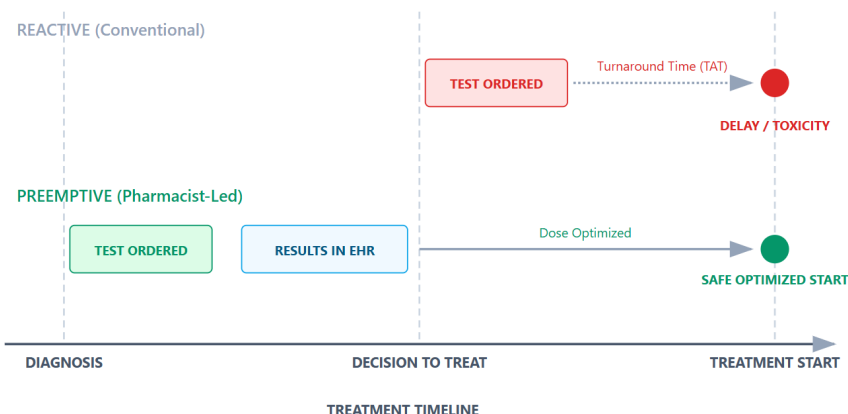 REACTIVE (Conventional)
TEST ORDERED
Turnaround Time (TAT)
DELAY / TOXICITY
PREEMPTIVE (Pharmacist-Led)
TEST ORDERED
RESULTS IN EHR
Dose Optimized
SAFE OPTIMIZED START
DIAGNOSIS
DECISION TO TREAT
TREATMENT START
TREATMENT TIMELINE